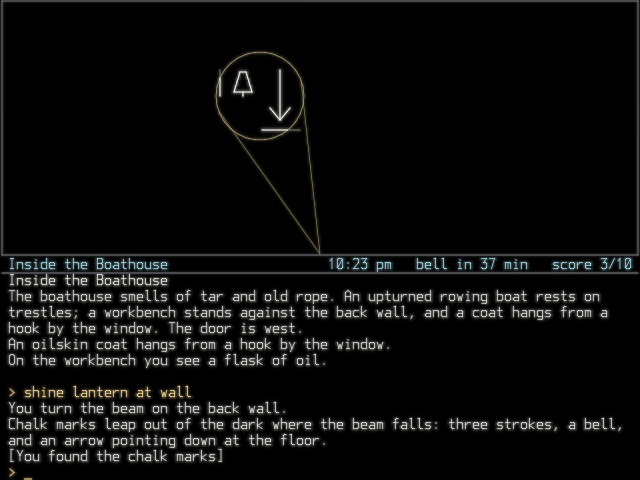 Inside the Boathouse 10:23 pm bell in 37 min score 3/10
Inside the Boathouse
The boathouse smells of tar and old rope. An upturned rowing boat rests on
trestles; a workbench stands against the back wall, and a coat hangs from a
hook by the window. The door is west.
An oilskin coat hangs from a hook by the window.
On the workbench you see a flask of oil.
> shine lantern at wall
You turn the beam on the back wall.
Chalk marks leap out of the dark where the beam falls: three strokes, a bell,
and an arrow pointing down at the floor.
[You found the chalk marks]
> _